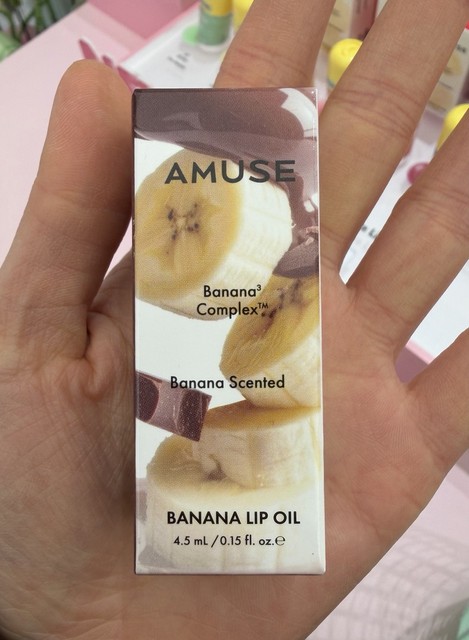 AMUSE
Banana³
Complex™
Banana Scented
BANANA LIP OIL
4.5 mL / 0.15 fl. oz. ℮